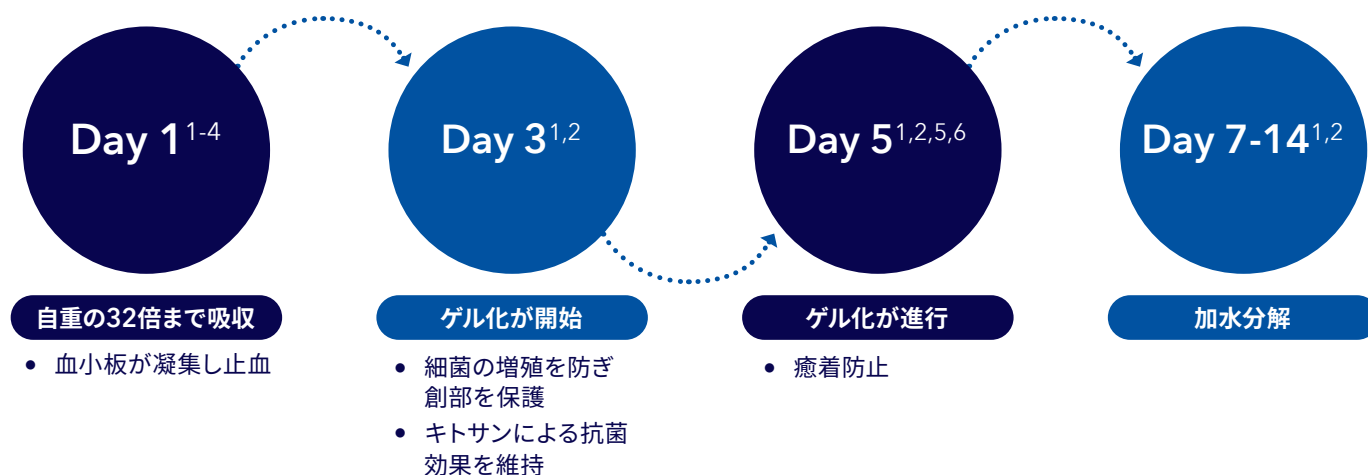 Day 1 1-4
Day 3 1,2
Day 5 1,2,5,6
Day 7-14 1,2
自重の32倍まで吸収
• 血小板が凝集し止血
ゲル化が開始
• 細菌の増殖を防ぎ
創部を保護
• キトサンによる抗菌
効果を維持
ゲル化が進行
• 癒着防止
加水分解